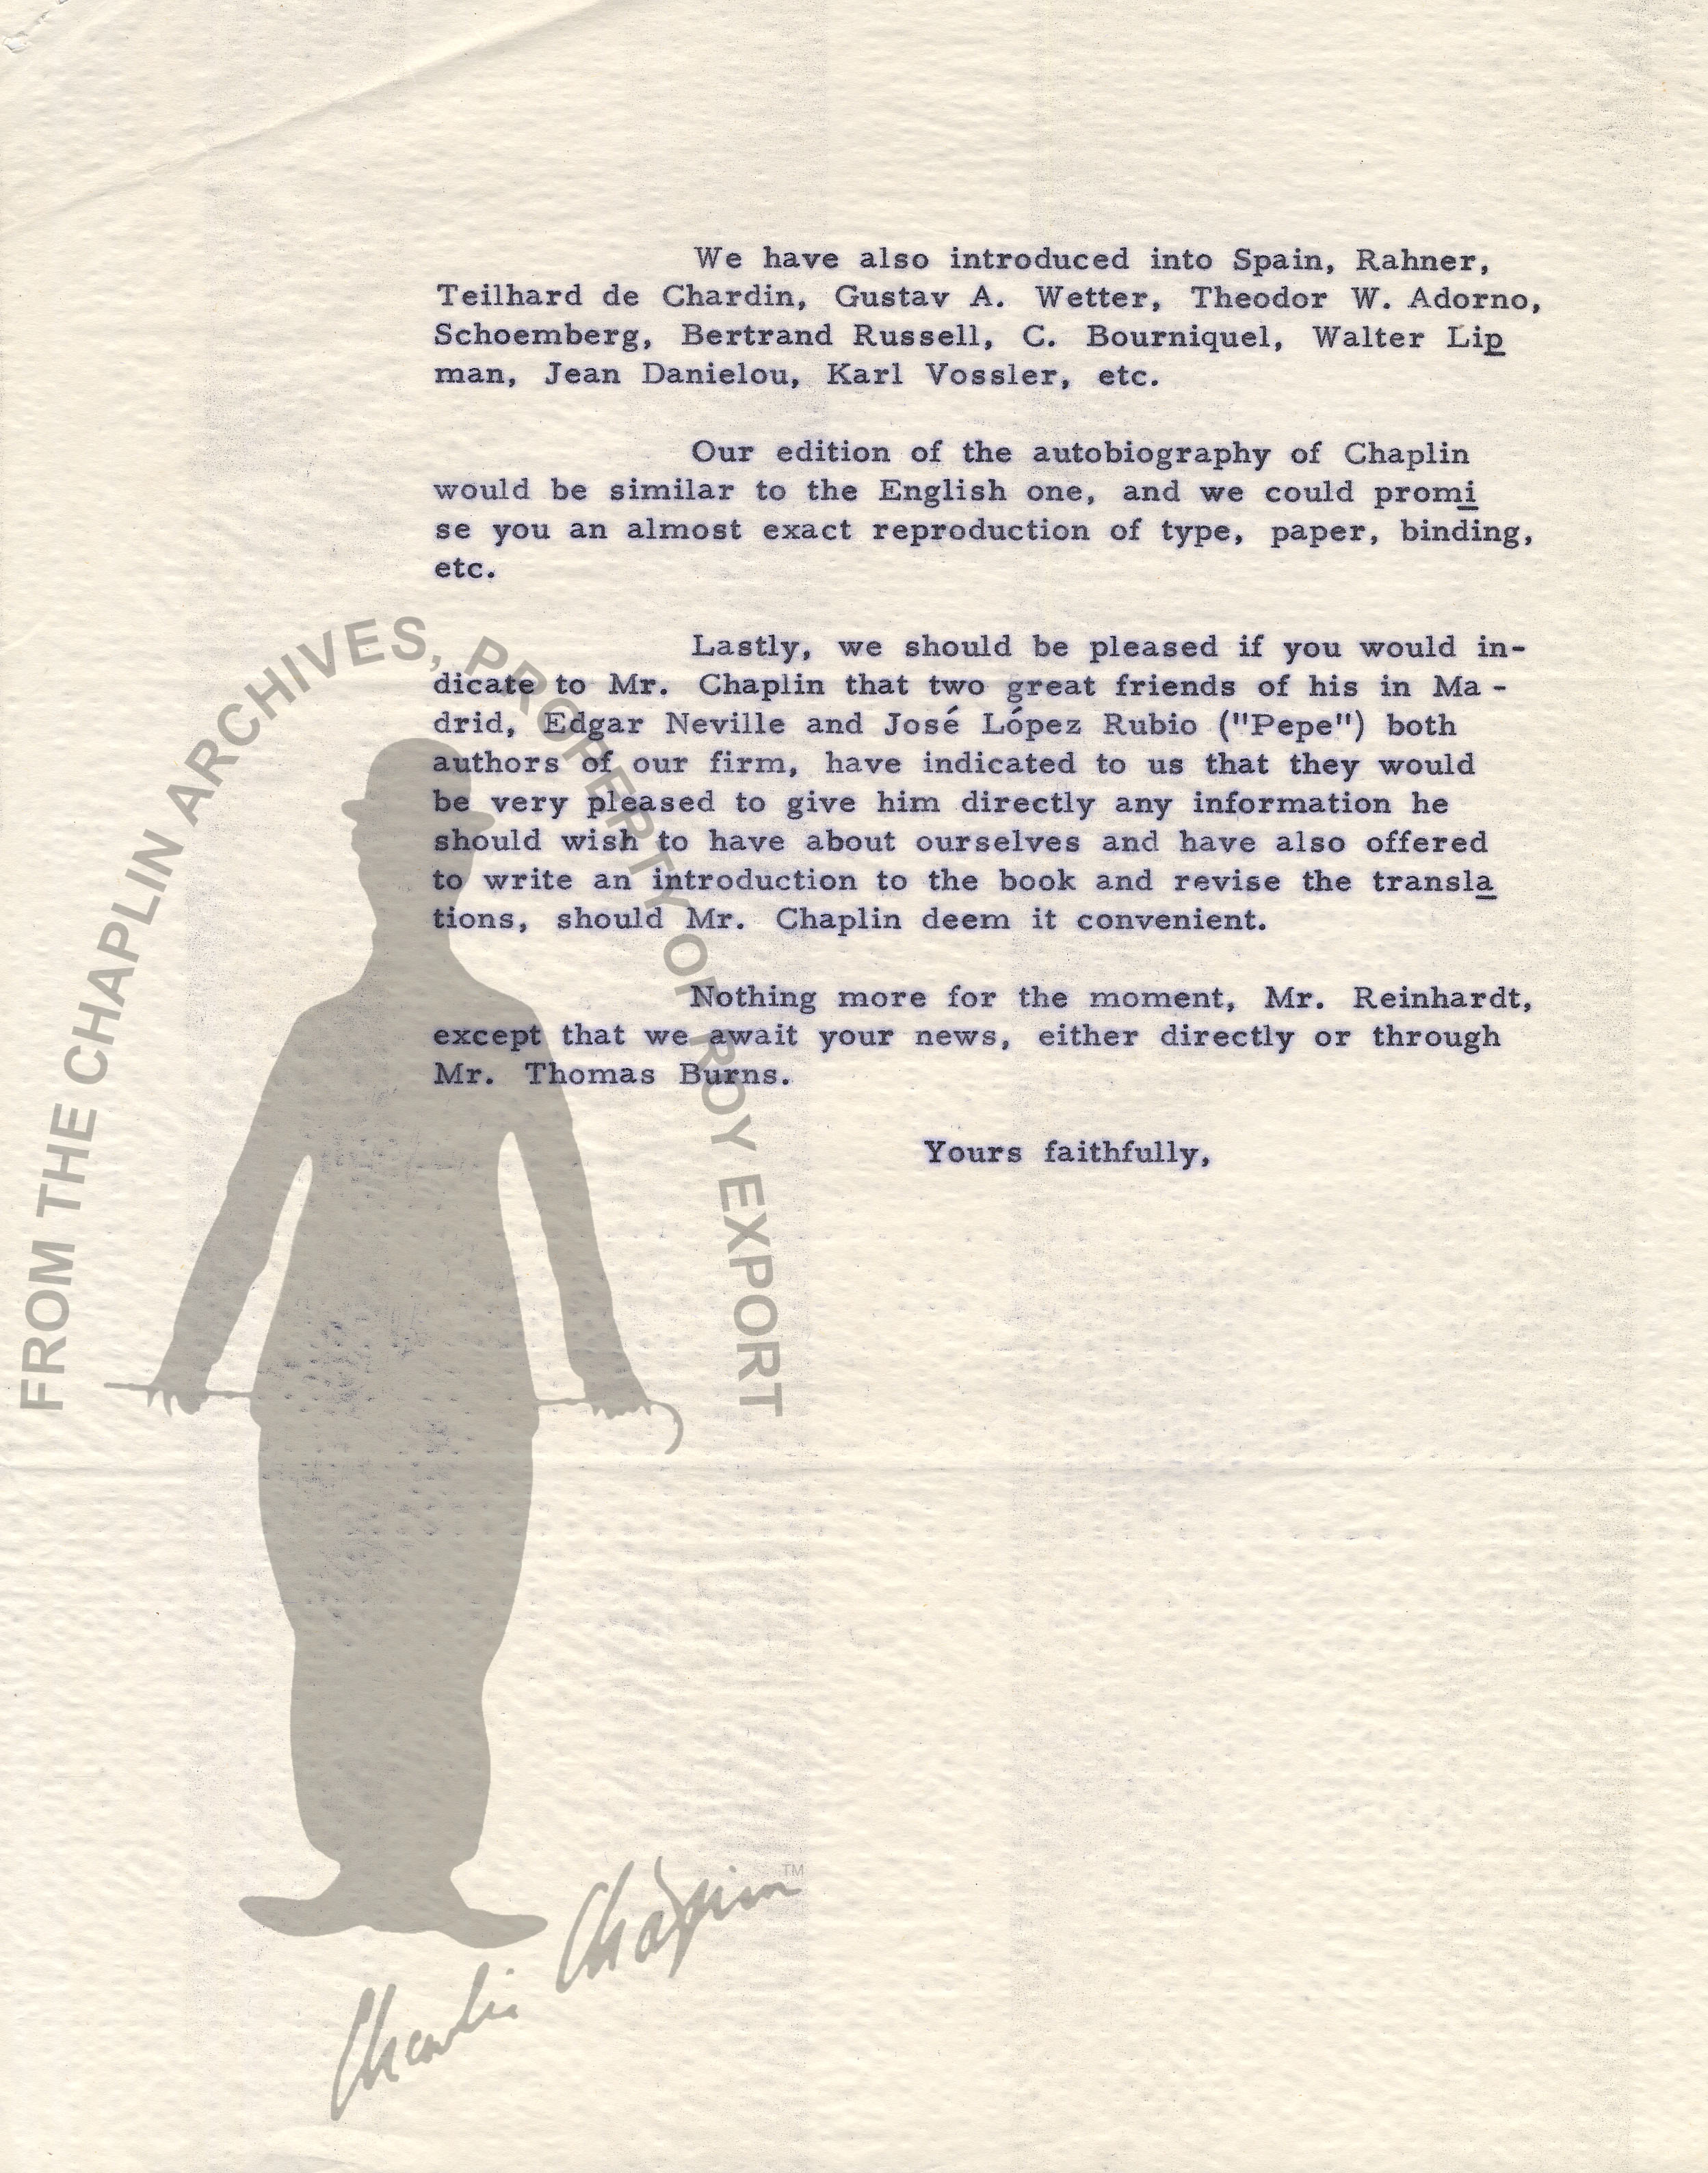 We have also introduced into Spain, Rahner,
Teilhard de Chardin, Gustav A. Wetter, Theodor W. Adorno,
Schoemberg, Bertrand Russell, C. Bourniquel, Walter Lip
man, Jean Danielou, Karl Vossler, etc.
Our edition of the autobiography of Chaplin
would be similar to the English one, and we could promi
se you an almost exact reproduction of type, paper, binding,
etc.
Lastly, we should be pleased if you would in-
dicate to Mr. Chaplin that two great friends of his in Ma -
drid, Edgar Neville and José López Rubio ("Pepe") both
authors of our firm, have indicated to us that they would
be very pleased to give him directly any information he
should wish to have about ourselves and have also offered
to write an introduction to the book and revise the transla
tions, should Mr. Chaplin deem it convenient.
Nothing more for the moment, Mr. Reinhardt,
except that we await your news, either directly or through
Mr. Thomas Burns.
Yours faithfully,
FROM THE CHAPLIN ARCHIVES, PROPERTY OF ROY EXPORT
Charlie Chaplin™